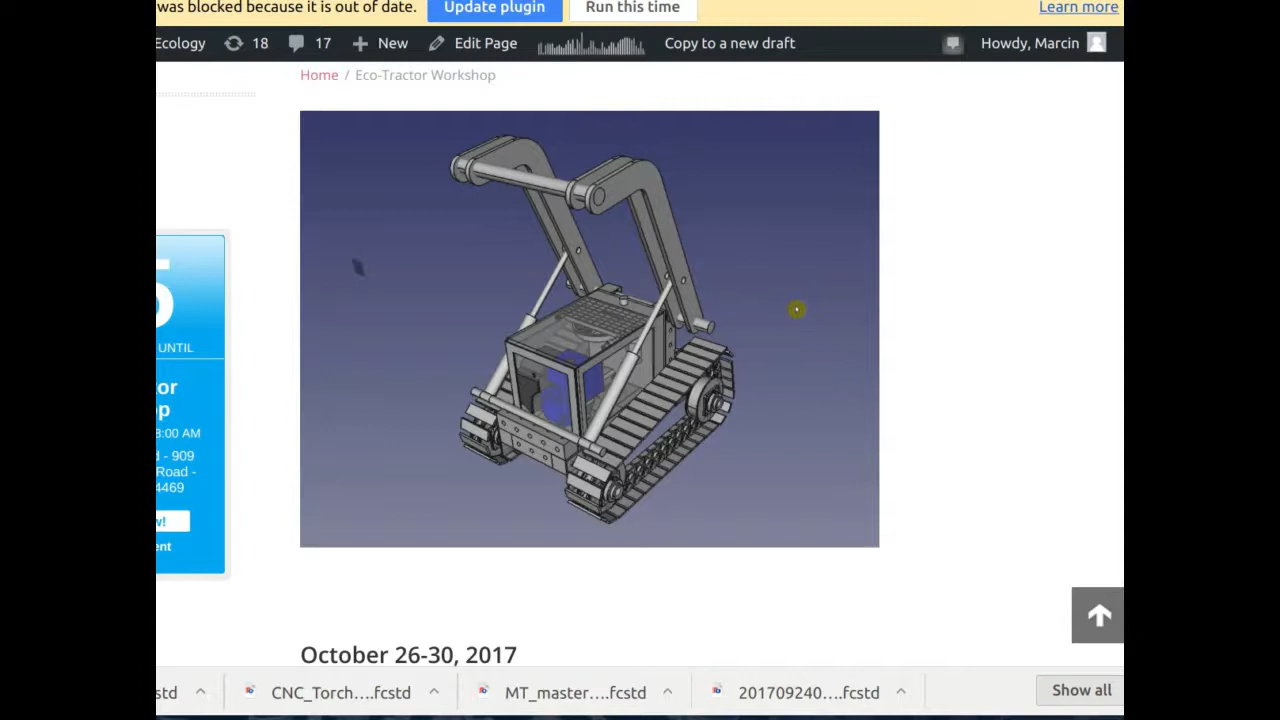 was blocked because it is out of date. Update plugin Run this time Learn more
Ecology 18 17 New Edit Page Copy to a new draft Howdy, Marcin
Home / Eco-Tractor Workshop
UNTIL
tor
p
8:00 AM
d - 909
Road -
4469
w!
ent
October 26-30, 2017
std CNC_Torch....fcstd MT_master....fcstd 201709240....fcstd Show all